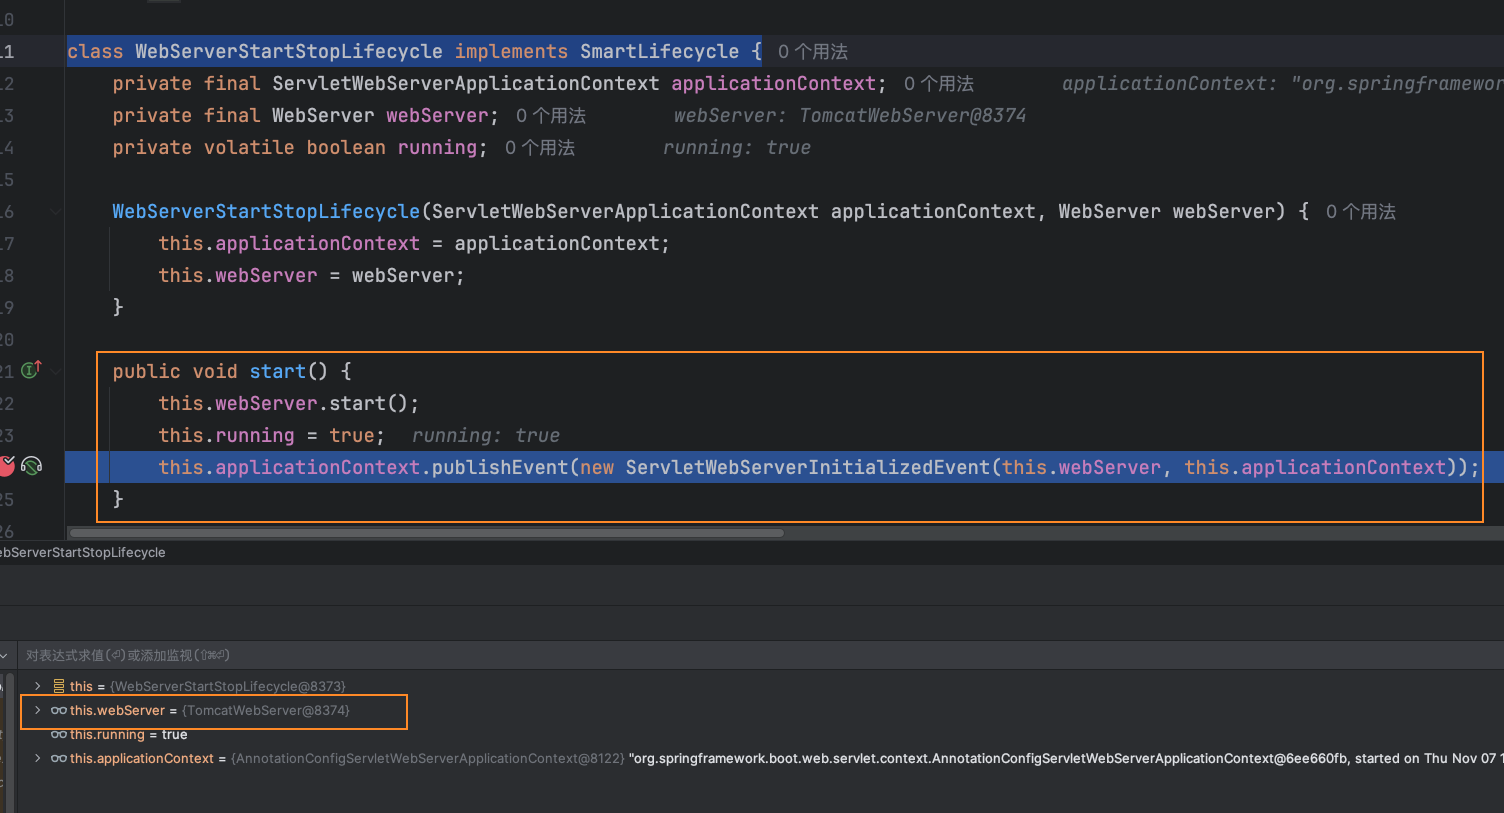 10
11 class WebServerStartStopLifecycle implements SmartLifecycle { 0 个用法
12 private final ServletWebServerApplicationContext applicationContext; 0 个用法 applicationContext: "org.springframewor
13 private final WebServer webServer; 0 个用法 webServer: TomcatWebServer@8374
14 private volatile boolean running; 0 个用法 running: true
15
16 WebServerStartStopLifecycle(ServletWebServerApplicationContext applicationContext, WebServer webServer) { 0 个用法
17 this.applicationContext = applicationContext;
18 this.webServer = webServer;
19 }
20
21 public void start() {
22 this.webServer.start();
23 this.running = true; running: true
this.applicationContext.publishEvent(new ServletWebServerInitializedEvent(this.webServer, this.applicationContext));
25 }
26
ebServerStartStopLifecycle
对表达式求值(⏎)或添加监视(⇧⌘⏎)
this = {WebServerStartStopLifecycle@8373}
this.webServer = {TomcatWebServer@8374}
this.running = true
this.applicationContext = {AnnotationConfigServletWebServerApplicationContext@8122} "org.springframework.boot.web.servlet.context.AnnotationConfigServletWebServerApplicationContext@6ee660fb, started on Thu Nov 07 1